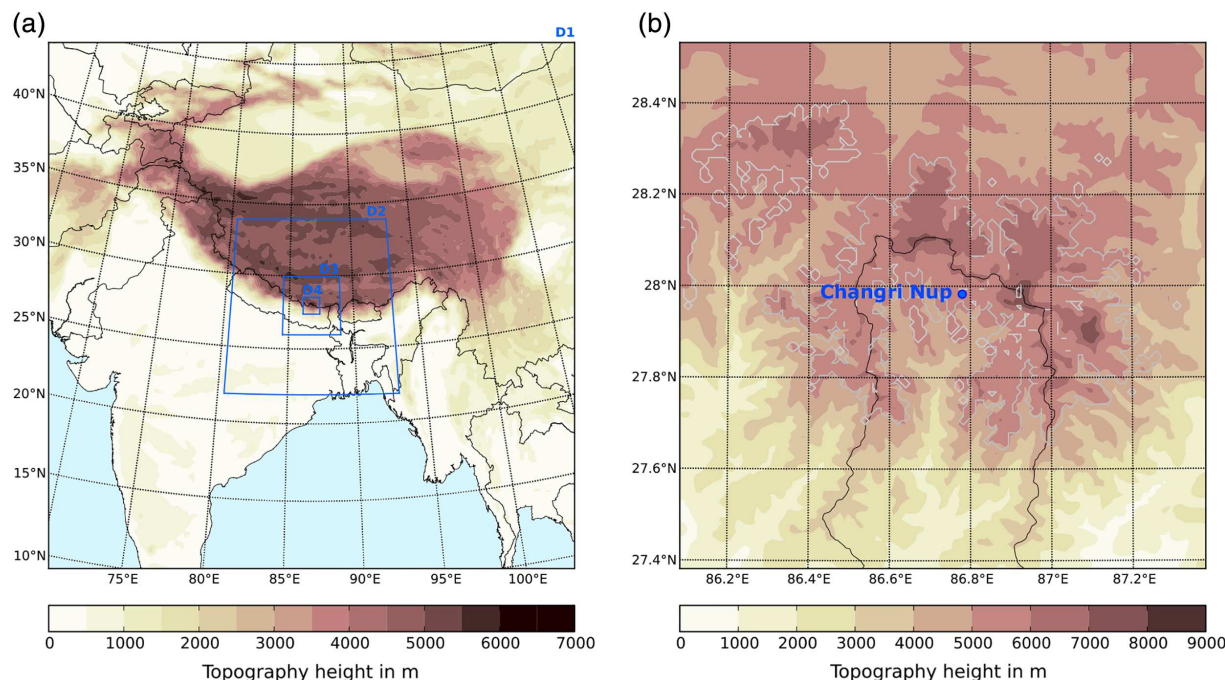 (a)
D1
40°N
35°N
30°N
25°N
20°N
15°N
10°N
D2
D3
D4
75°E
80°E
85°E
90°E
95°E
100°E
0 1000 2000 3000 4000 5000 6000 7000
Topography height in m
(b)
28.4°N
28.2°N
28°N
27.8°N
27.6°N
27.4°N
Changri Nup
86.2°E
86.4°E
86.6°E
86.8°E
87°E
87.2°E
0 1000 2000 3000 4000 5000 6000 7000 8000 9000
Topography height in m